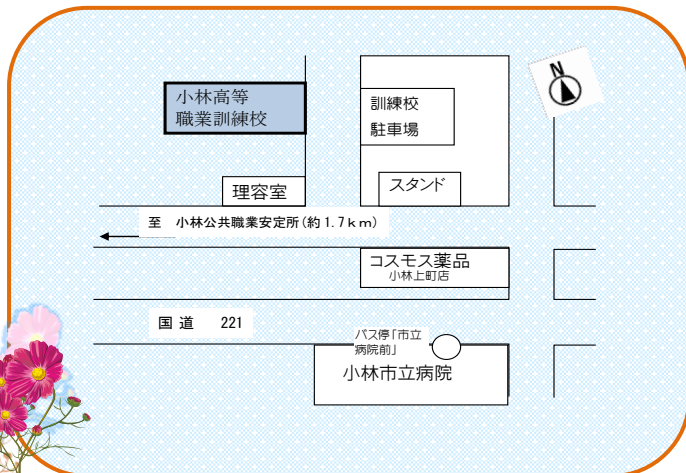 N
小林高等
職業訓練校
訓練校
駐車場
理容室
スタンド
至　小林公共職業安定所(約1.7km)
コスモス薬品
小林上町店
国道　221
バス停「市立
病院前」
小林市立病院